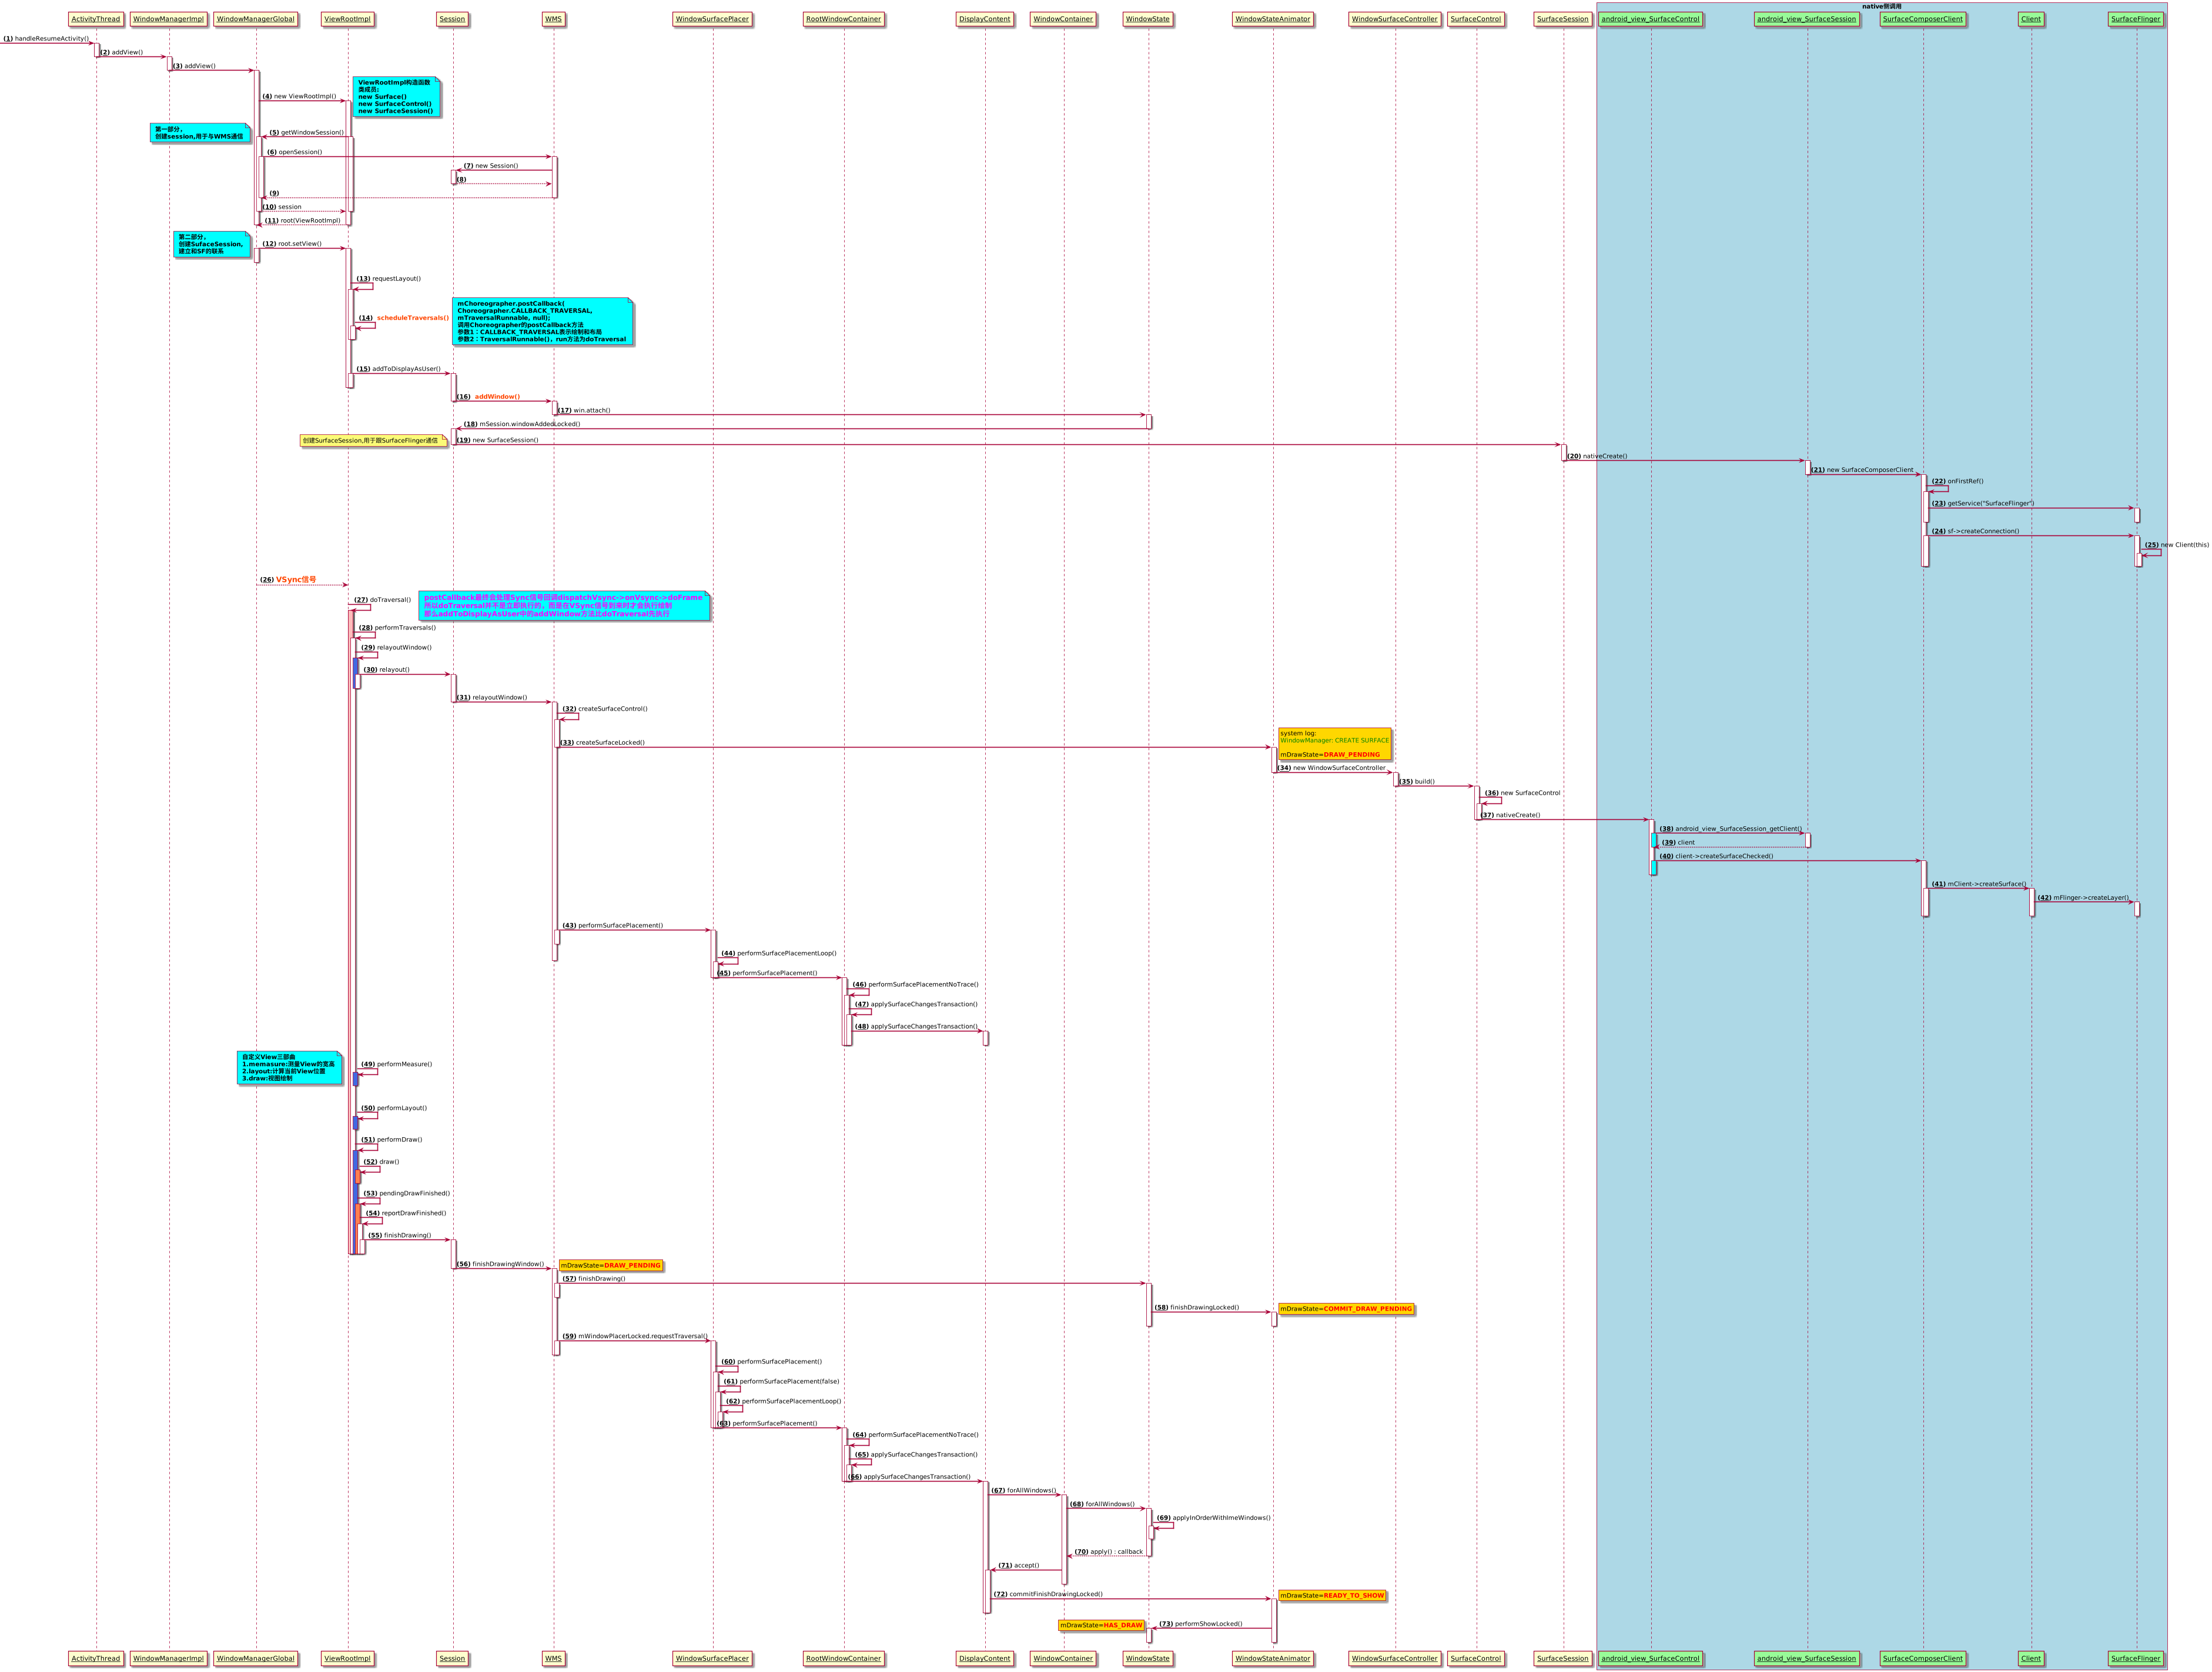 native侧调用
ActivityThread
WindowManagerImpl
WindowManagerGlobal
ViewRootImpl
Session
WMS
WindowSurfacePlacer
RootWindowContainer
DisplayContent
WindowContainer
WindowState
WindowStateAnimator
WindowSurfaceController
SurfaceControl
SurfaceSession
android_view_SurfaceControl
android_view_SurfaceSession
SurfaceComposerClient
Client
SurfaceFlinger
(1) handleResumeActivity()
(2) addView()
(3) addView()
ViewRootImpl构造函数
类成员:
new Surface()
new SurfaceControl()
new SurfaceSession()
(4) new ViewRootImpl()
第一部分，
创建session,用于与WMS通信
(5) getWindowSession()
(6) openSession()
(7) new Session()
(8)
(9)
(10) session
(11) root(ViewRootImpl)
第二部分，
创建SufaceSession,
建立和SF的联系
(12) root.setView()
(13) requestLayout()
(14) scheduleTraversals()
mChoreographer.postCallback(
Choreographer.CALLBACK_TRAVERSAL,
mTraversalRunnable, null);
调用Choreographer的postCallback方法
参数1：CALLBACK_TRAVERSAL表示绘制和布局
参数2：TraversalRunnable()，run方法为doTraversal
(15) addToDisplayAsUser()
(16) addWindow()
(17) win.attach()
(18) mSession.windowAddedLocked()
创建SurfaceSession,用于跟SurfaceFlinger通信
(19) new SurfaceSession()
(20) nativeCreate()
(21) new SurfaceComposerClient
(22) onFirstRef()
(23) getService("SurfaceFlinger")
(24) sf->createConnection()
(25) new Client(this)
(26) VSync信号
(27) doTraversal()
postCallback最终会处理Sync信号回调dispatchVsync->onVsync->doFrame
所以doTraversal并不是立即执行的，而是在VSync信号到来时才会执行绘制
那么addToDisplayAsUser中的addWindow方法比doTraversal先执行
(28) performTraversals()
(29) relayoutWindow()
(30) relayout()
(31) relayoutWindow()
(32) createSurfaceControl()
(33) createSurfaceLocked()
system log:
WindowManager: CREATE SURFACE
mDrawState=DRAW_PENDING
(34) new WindowSurfaceController
(35) build()
(36) new SurfaceControl
(37) nativeCreate()
(38) android_view_SurfaceSession_getClient()
(39) client
(40) client->createSurfaceChecked()
(41) mClient->createSurface()
(42) mFlinger->createLayer()
(43) performSurfacePlacement()
(44) performSurfacePlacementLoop()
(45) performSurfacePlacement()
(46) performSurfacePlacementNoTrace()
(47) applySurfaceChangesTransaction()
(48) applySurfaceChangesTransaction()
自定义View三部曲
1.memasure:测量View的宽高
2.layout:计算当前View位置
3.draw:视图绘制
(49) performMeasure()
(50) performLayout()
(51) performDraw()
(52) draw()
(53) pendingDrawFinished()
(54) reportDrawFinished()
(55) finishDrawing()
(56) finishDrawingWindow()
mDrawState=DRAW_PENDING
(57) finishDrawing()
(58) finishDrawingLocked()
mDrawState=COMMIT_DRAW_PENDING
(59) mWindowPlacerLocked.requestTraversal()
(60) performSurfacePlacement()
(61) performSurfacePlacement(false)
(62) performSurfacePlacementLoop()
(63) performSurfacePlacement()
(64) performSurfacePlacementNoTrace()
(65) applySurfaceChangesTransaction()
(66) applySurfaceChangesTransaction()
(67) forAllWindows()
(68) forAllWindows()
(69) applyInOrderWithImeWindows()
(70) apply() : callback
(71) accept()
(72) commitFinishDrawingLocked()
mDrawState=READY_TO_SHOW
mDrawState=HAS_DRAW
(73) performShowLocked()
ActivityThread
WindowManagerImpl
WindowManagerGlobal
ViewRootImpl
Session
WMS
WindowSurfacePlacer
RootWindowContainer
DisplayContent
WindowContainer
WindowState
WindowStateAnimator
WindowSurfaceController
SurfaceControl
SurfaceSession
android_view_SurfaceControl
android_view_SurfaceSession
SurfaceComposerClient
Client
SurfaceFlinger